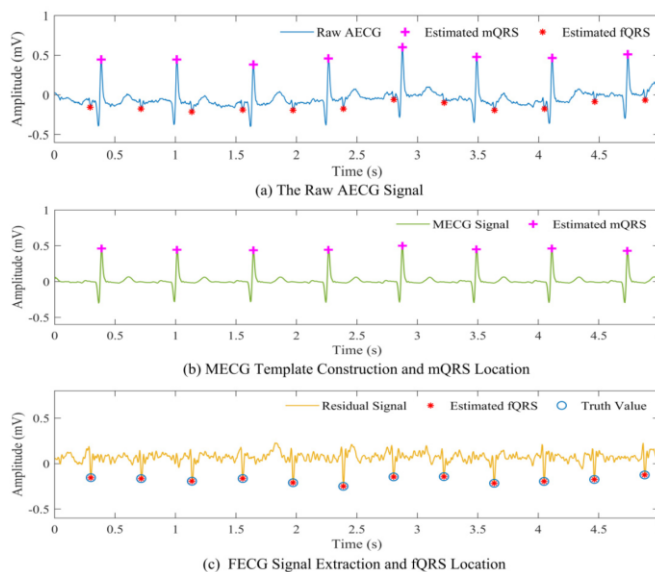 1
Raw AECG Estimated mQRS Estimated fQRS
0.5
0
-0.5
Amplitude (mV)
0 0.5 1 1.5 2 2.5 3 3.5 4 4.5
Time (s)
(a) The Raw AECG Signal
1
MECG Signal Estimated mQRS
0.5
0
-0.5
Amplitude (mV)
0 0.5 1 1.5 2 2.5 3 3.5 4 4.5
Time (s)
(b) MECG Template Construction and mQRS Location
Residual Signal Estimated fQRS Truth Value
0.5
0
-0.5
Amplitude (mV)
0 0.5 1 1.5 2 2.5 3 3.5 4 4.5
Time (s)
(c) FECG Signal Extraction and fQRS Location